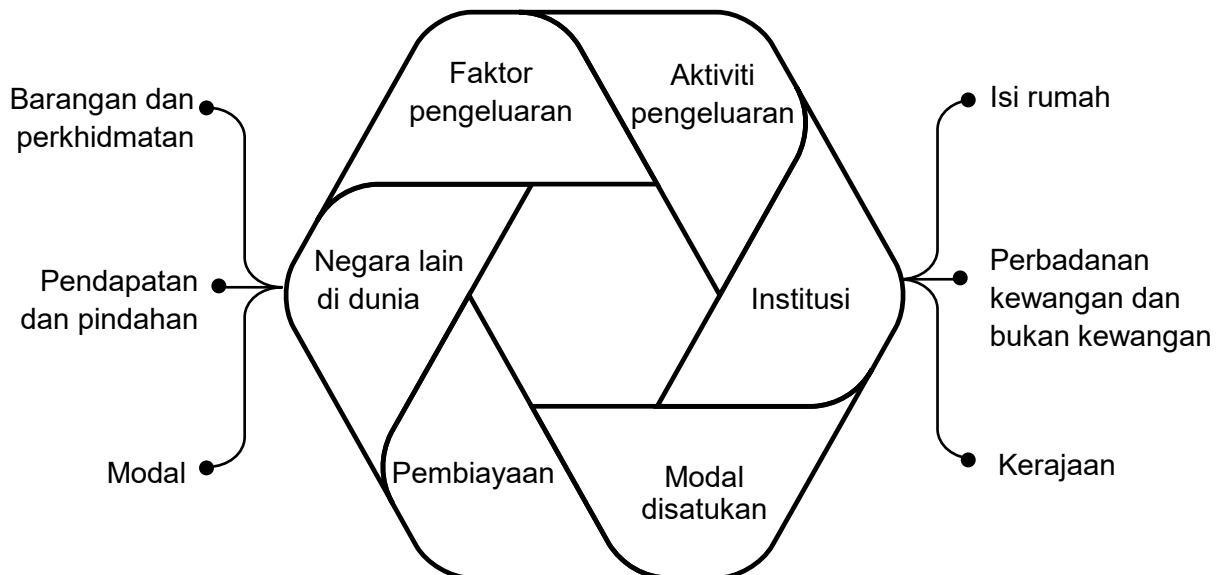 Faktor
pengeluaran
Aktiviti
pengeluaran
Barangan dan
perkhidmatan
Isi rumah
Negara lain
di dunia
Institusi
Pendapatan
dan pindahan
Perbadanan
kewangan dan
bukan kewangan
Modal
Pembiayaan
Modal
disatukan
Kerajaan